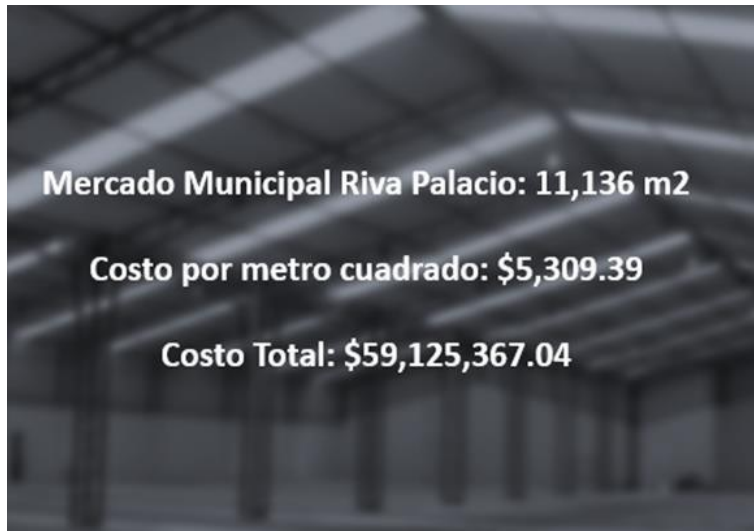 Mercado Municipal Riva Palacio: 11,136 m2
Costo por metro cuadrado: $5,309.39
Costo Total: $59,125,367.04